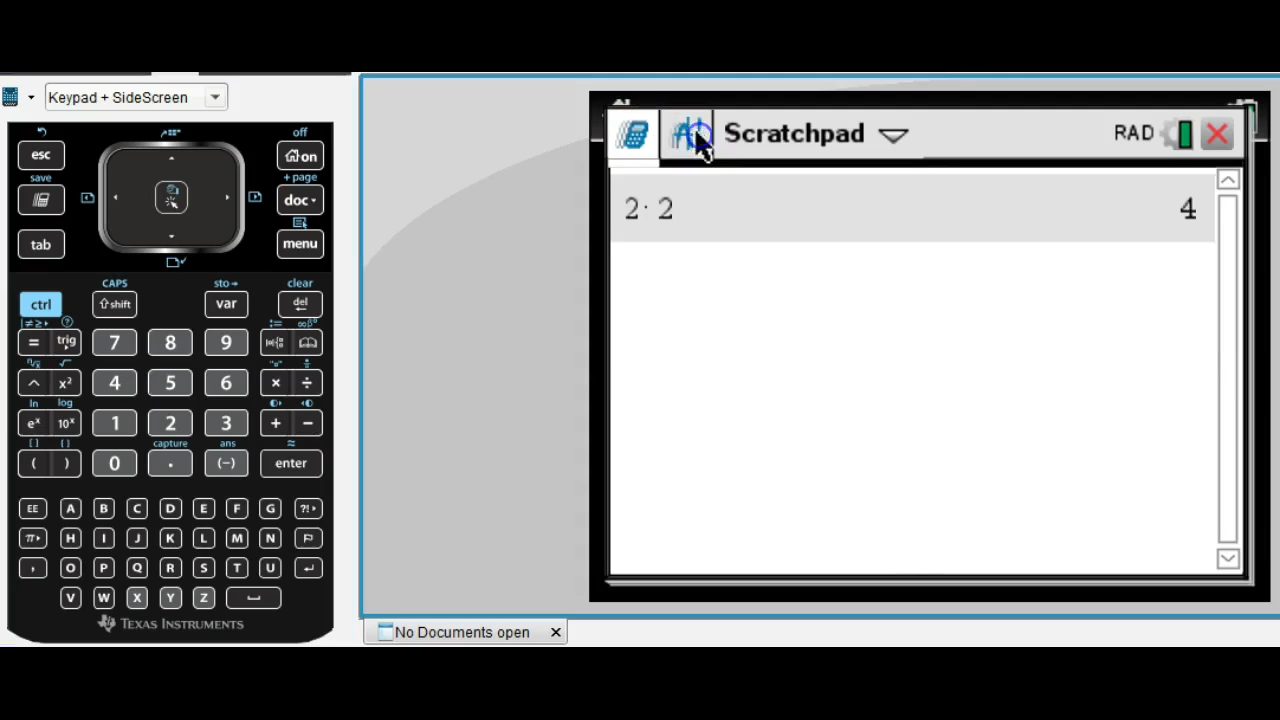 Keypad + SideScreen
Scratchpad
RAD
2· 2
4
off
esc
on
save
+ page
doc
tab
menu
CAPS
sto→
clear
ctrl
⇧shift
var
del
|≠≥▸
?
:=
∞β°
=
trig
7
8
9
ⁿ√x
√
"□"
^
x²
4
5
6
×
÷
ln
log
eˣ
10ˣ
1
2
3
+
−
[ ]
{ }
capture
ans
≈
(
)
0
.
(−)
enter
EE
A
B
C
D
E
F
G
?!▸
π▸
H
I
J
K
L
M
N
,
O
P
Q
R
S
T
U
V
W
X
Y
Z
TEXAS INSTRUMENTS
No Documents open